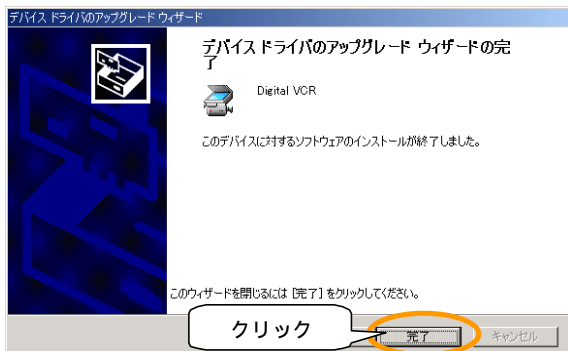 デバイス ドライバのアップグレード ウィザード
デバイス ドライバのアップグレード ウィザードの完
了
Digital VCR
このデバイスに対するソフトウェアのインストールが終了しました。
このウィザードを閉じるには [完了] をクリックしてください。
クリック
完了
キャンセル